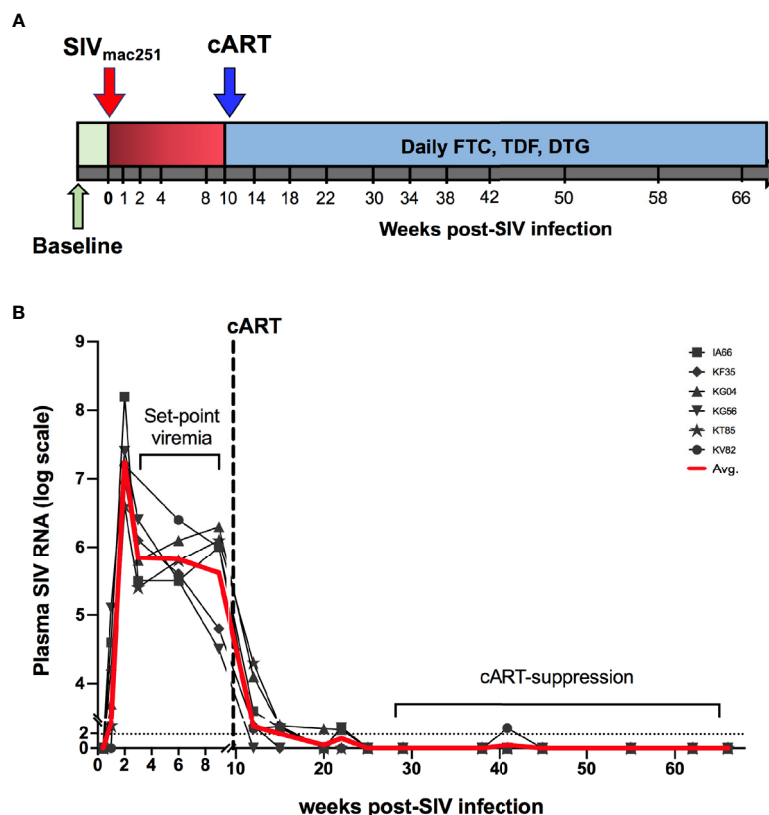 A
SIVmac251
cART
Daily FTC, TDF, DTG
0 1 2 4 8 10 14 18 22 30 34 38 42 50 58 66
Baseline
Weeks post-SIV infection
B
cART
9
8
7
6
5
4
2
0
Plasma SIV RNA (log scale)
Set-point
viremia
IA66
KF35
KG04
KG56
KT85
KV82
Avg.
cART-suppression
0 2 4 6 8 10 20 30 40 50 60
weeks post-SIV infection